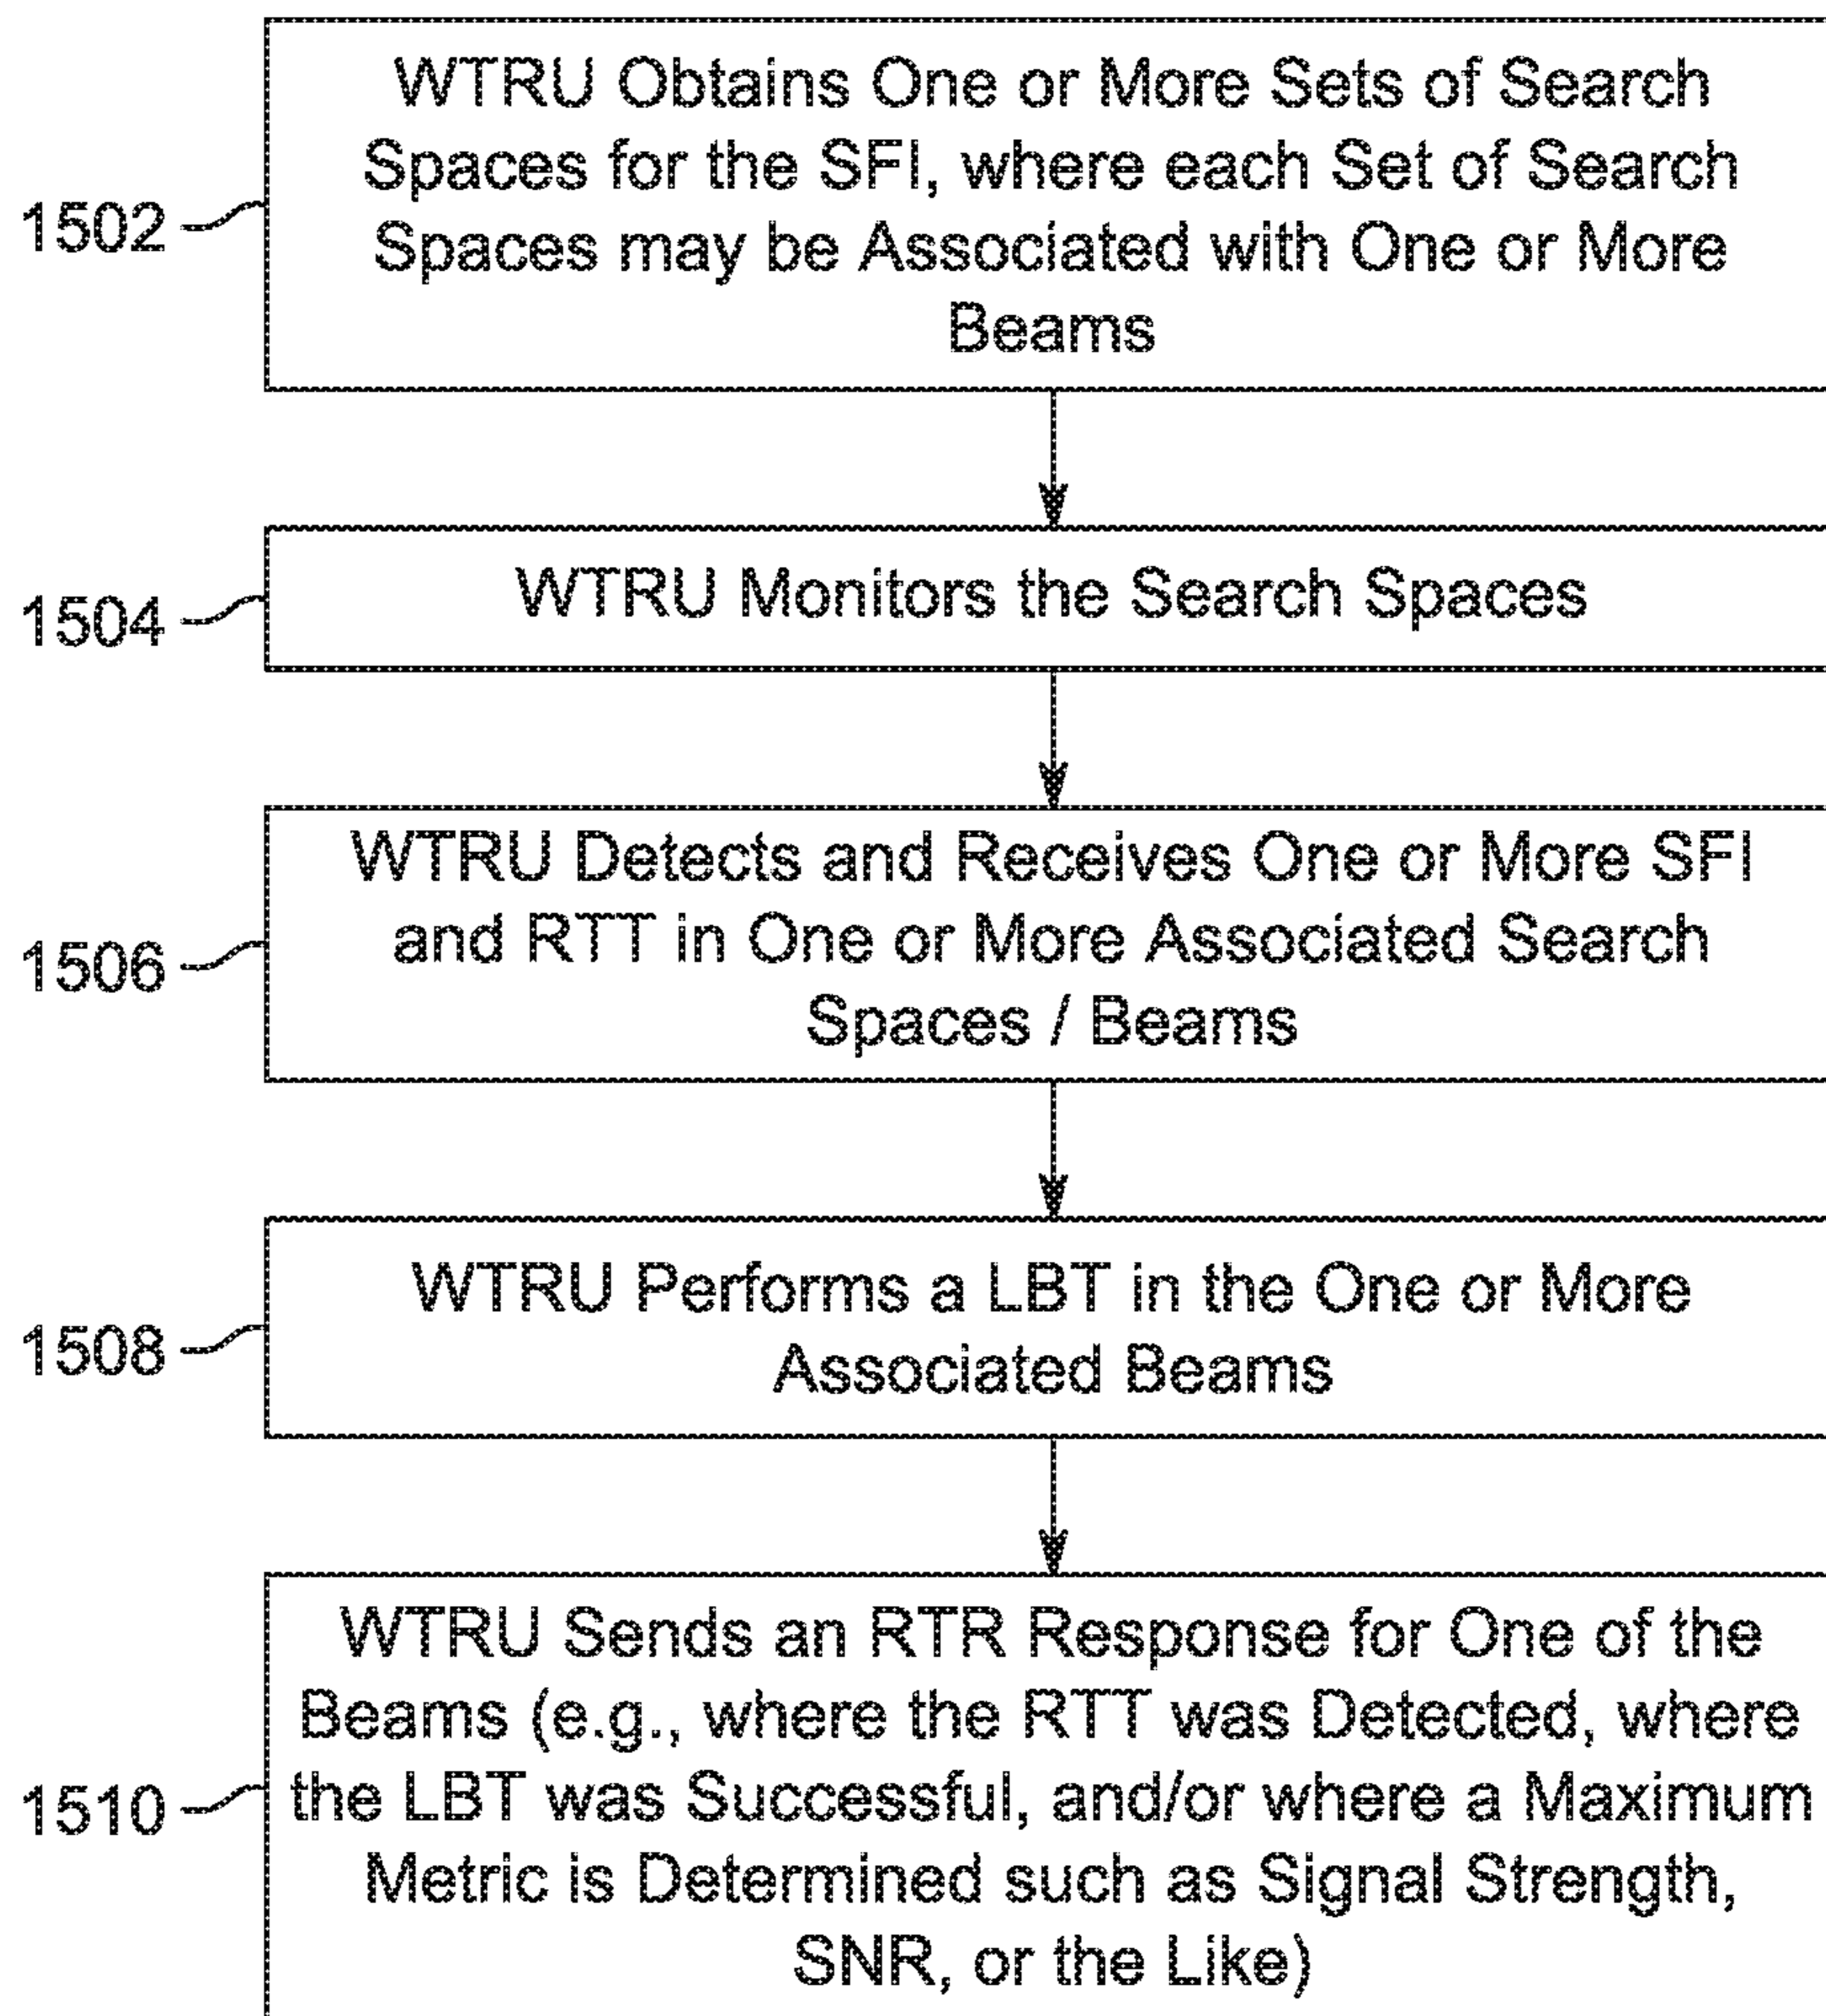 WTRU Obtains One or More Sets of Search
Spaces for the SFI, where each Set of Search
1502
Spaces may be Associated with One or More
Beams
1504
WTRU Monitors the Search Spaces
WTRU Detects and Receives One or More SFI
1506
and RTT in One or More Associated Search
Spaces / Beams
WTRU Performs a LBT in the One or More
1508
Associated Beams
WTRU Sends an RTR Response for One of the
Beams (e.g., where the RTT was Detected, where
1510
the LBT was Successful, and/or where a Maximum
Metric is Determined such as Signal Strength,
SNR, or the Like)